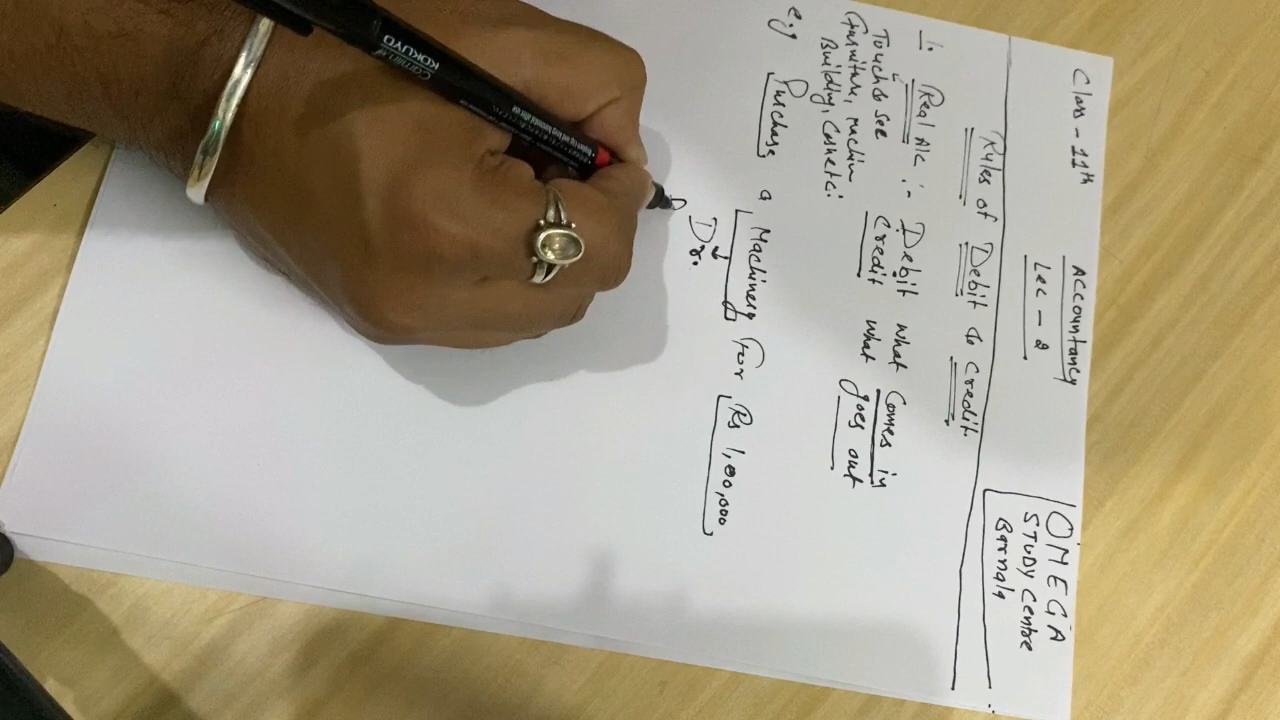 Class - 11th
Accountancy
Lec - 2
OMEGA
STUDY Centre
Barnala
Rules of Debit & Credit
1. Real A/c :- Debit what Comes in
Touch & see Credit what goes out
Furniture, machine
Building, Cash etc:
e.g Purchase a Machinery for Rs 1,00,000
Dr.
Camlin
KOKUYO